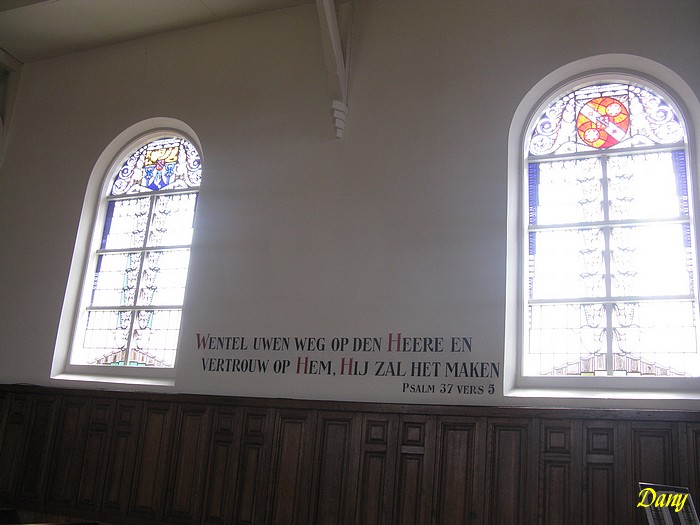 Wentel uwen weg op den Heere en
vertrouw op Hem, Hij zal het maken
Psalm 37 vers 5
Dany